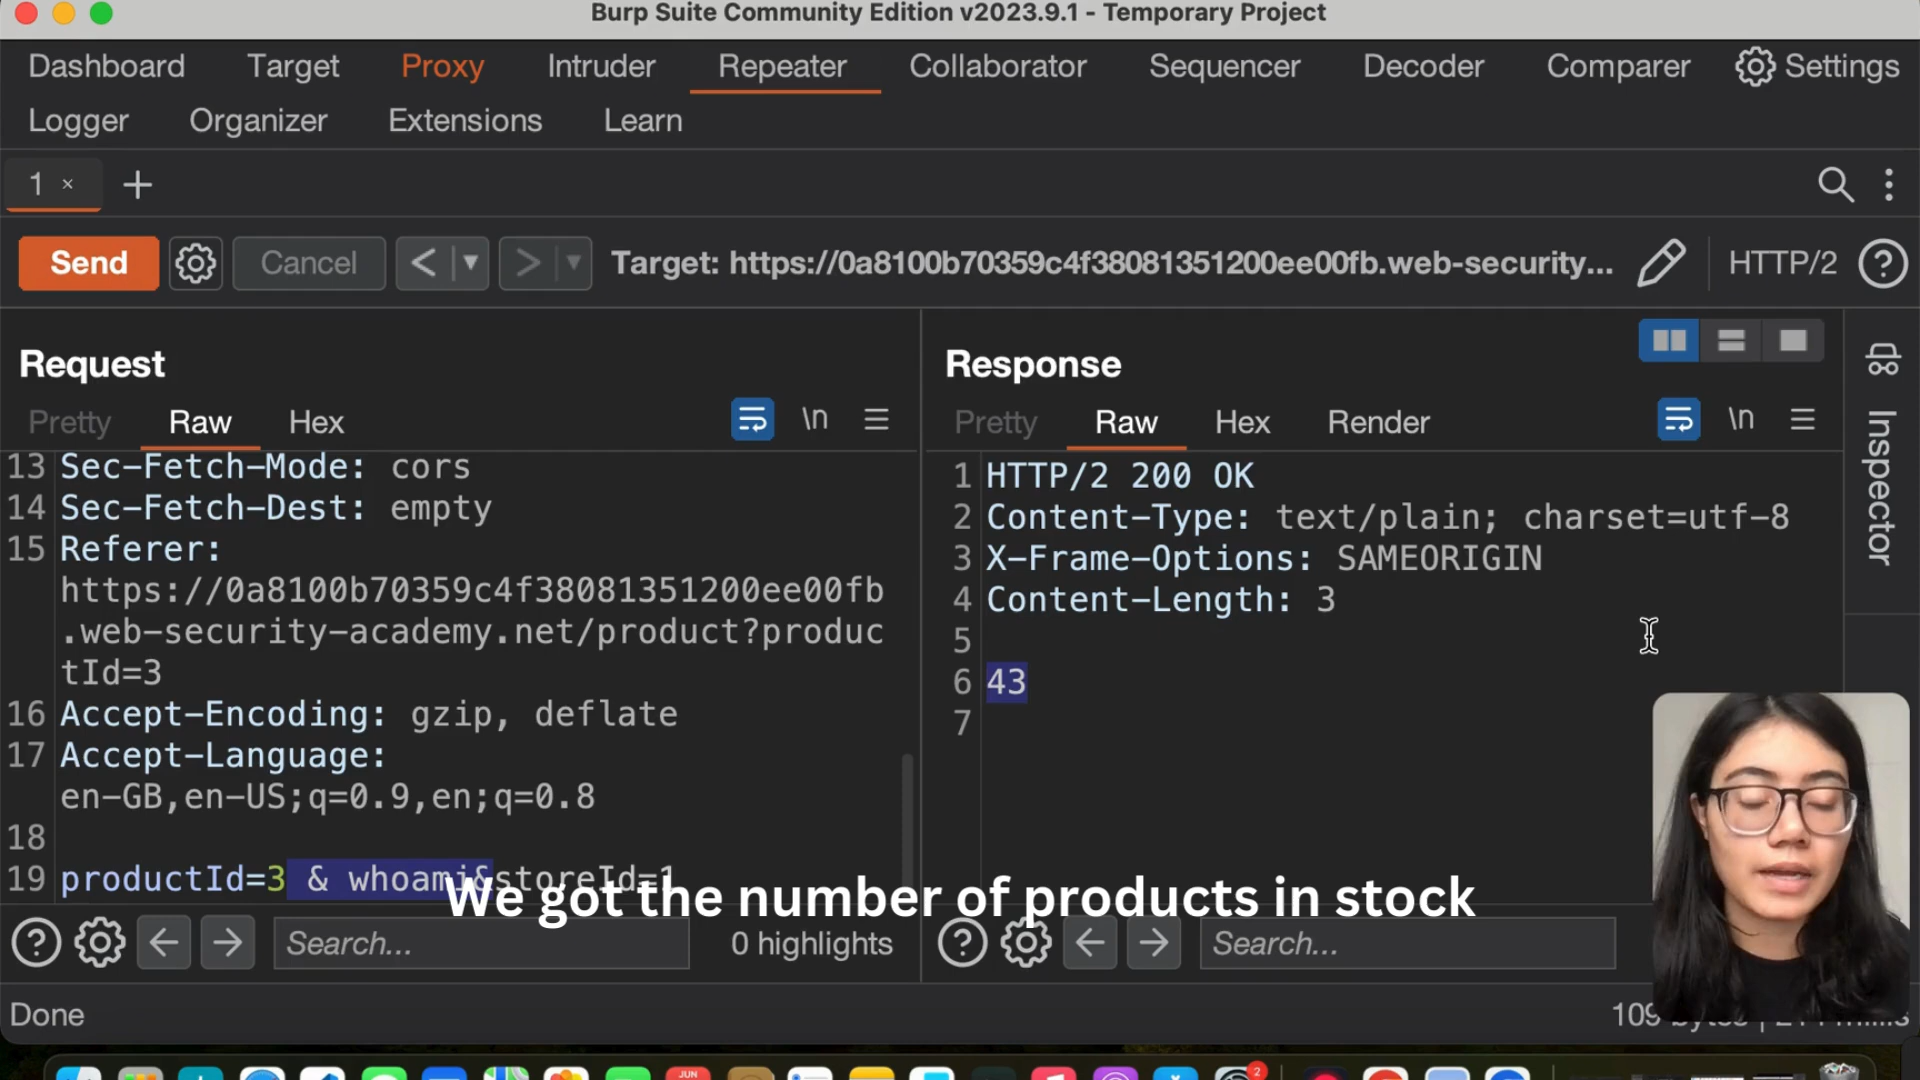 Burp Suite Community Edition v2023.9.1 - Temporary Project
Dashboard Target Proxy Intruder Repeater Collaborator Sequencer Decoder Comparer Settings
Logger Organizer Extensions Learn
1 × +
Send Cancel < > Target: https://0a8100b70359c4f38081351200ee00fb.web-security... HTTP/2 ?
Request
Pretty Raw Hex \n
13 Sec-Fetch-Mode: cors
14 Sec-Fetch-Dest: empty
15 Referer:
https://0a8100b70359c4f38081351200ee00fb
.web-security-academy.net/product?produc
tId=3
16 Accept-Encoding: gzip, deflate
17 Accept-Language:
en-GB,en-US;q=0.9,en;q=0.8
18
19 productId=3 & whoami&storeId=1
Search... 0 highlights
Response
Pretty Raw Hex Render \n
1 HTTP/2 200 OK
2 Content-Type: text/plain; charset=utf-8
3 X-Frame-Options: SAMEORIGIN
4 Content-Length: 3
5
6 43
7
Search...
Inspector
We got the number of products in stock
Done
109 bytes |
JUN
2